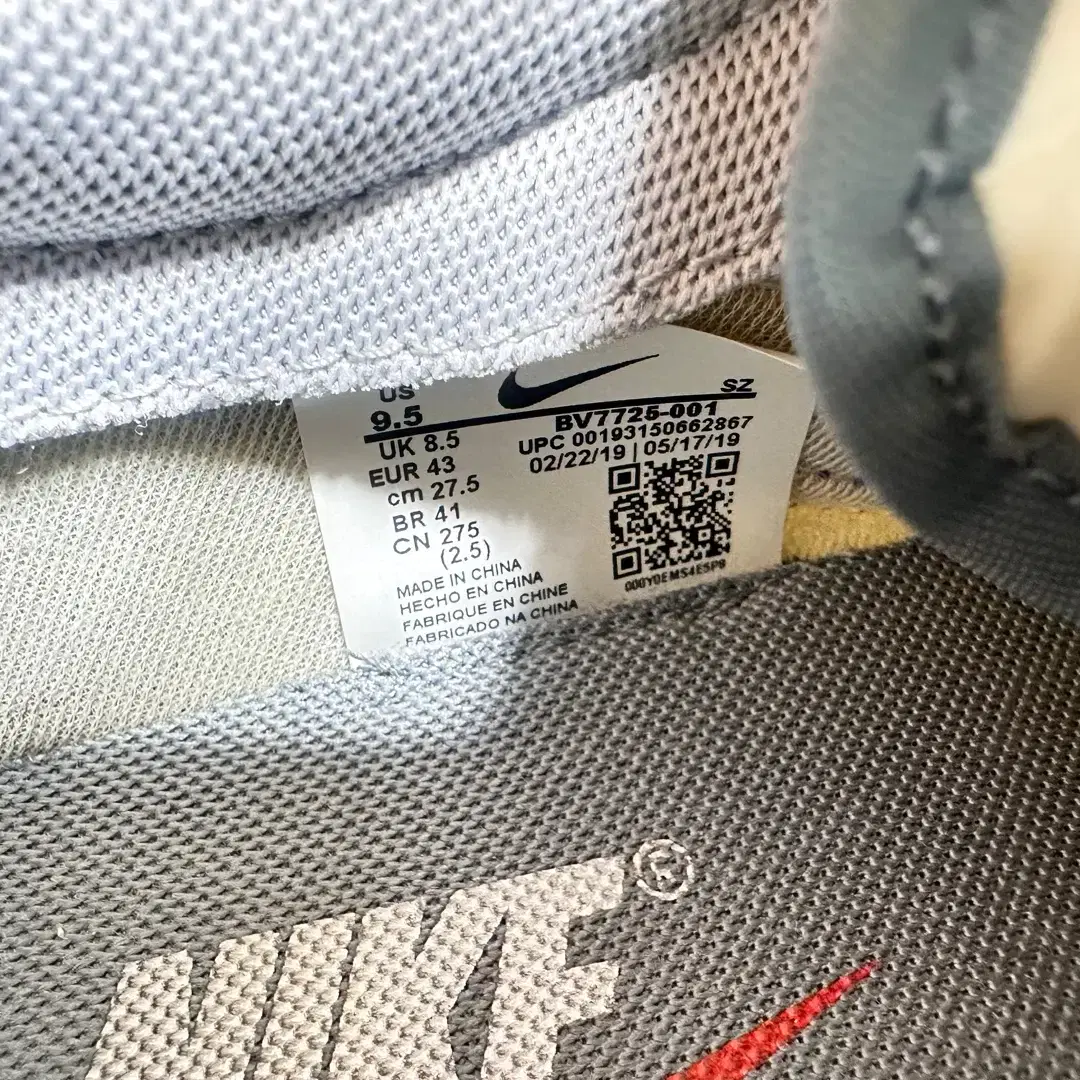 US
9.5
UK 8.5
EUR 43
cm 27.5
BR 41
CN 275
(2.5)
MADE IN CHINA
HECHO EN CHINA
FABRIQUE EN CHINE
FABRICADO NA CHINA
SZ
BV7725-001
UPC 00193150662867
02/22/19 | 05/17/19
000Y0EMS4E5P8
NIKE®